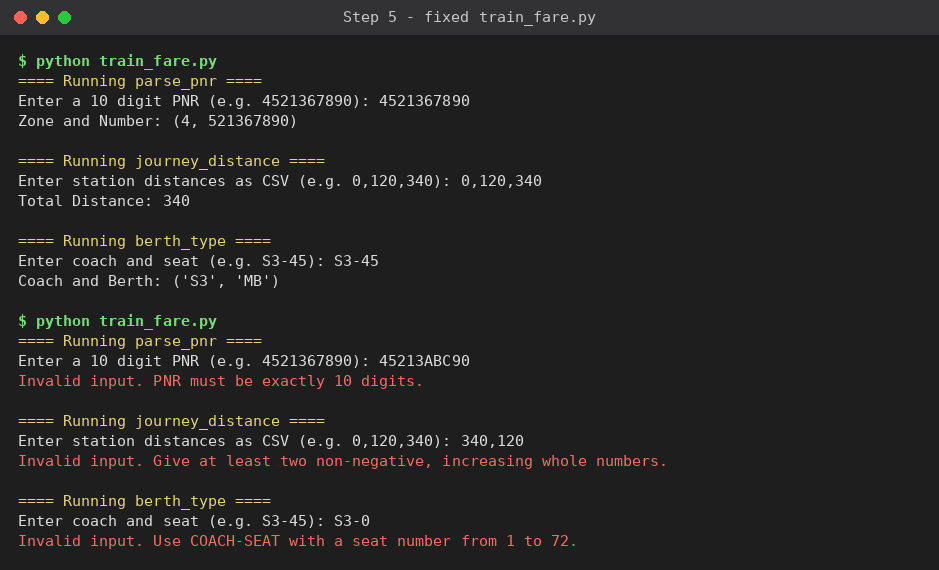 Step 5 - fixed train_fare.py
$ python train_fare.py
==== Running parse_pnr ====
Enter a 10 digit PNR (e.g. 4521367890): 4521367890
Zone and Number: (4, 521367890)
==== Running journey_distance ====
Enter station distances as CSV (e.g. 0,120,340): 0,120,340
Total Distance: 340
==== Running berth_type ====
Enter coach and seat (e.g. S3-45): S3-45
Coach and Berth: ('S3', 'MB')
$ python train_fare.py
==== Running parse_pnr ====
Enter a 10 digit PNR (e.g. 4521367890): 45213ABC90
Invalid input. PNR must be exactly 10 digits.
==== Running journey_distance ====
Enter station distances as CSV (e.g. 0,120,340): 340,120
Invalid input. Give at least two non-negative, increasing whole numbers.
==== Running berth_type ====
Enter coach and seat (e.g. S3-45): S3-0
Invalid input. Use COACH-SEAT with a seat number from 1 to 72.